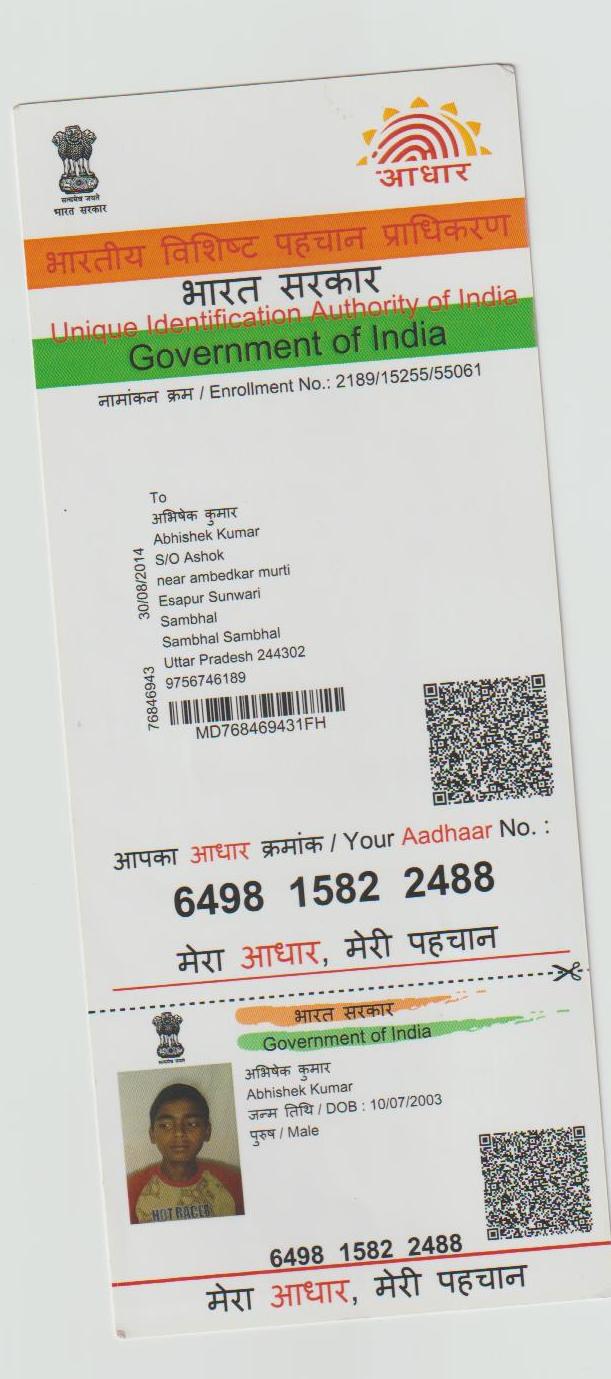 सत्यमेव जयते
भारत सरकार
आधार
भारतीय विशिष्ट पहचान प्राधिकरण
भारत सरकार
Unique Identification Authority of India
Government of India
नामांकन क्रम / Enrollment No.: 2189/15255/55061
To
अभिषेक कुमार
Abhishek Kumar
S/O Ashok
near ambedkar murti
Esapur Sunwari
Sambhal
Sambhal Sambhal
Uttar Pradesh 244302
9756746189
30/08/2014
76846943
MD768469431FH
आपका आधार क्रमांक / Your Aadhaar No. :
6498 1582 2488
मेरा आधार, मेरी पहचान
भारत सरकार
Government of India
सत्यमेव जयते
अभिषेक कुमार
Abhishek Kumar
जन्म तिथि / DOB : 10/07/2003
पुरुष / Male
HOT RACER
6498 1582 2488
मेरा आधार, मेरी पहचान